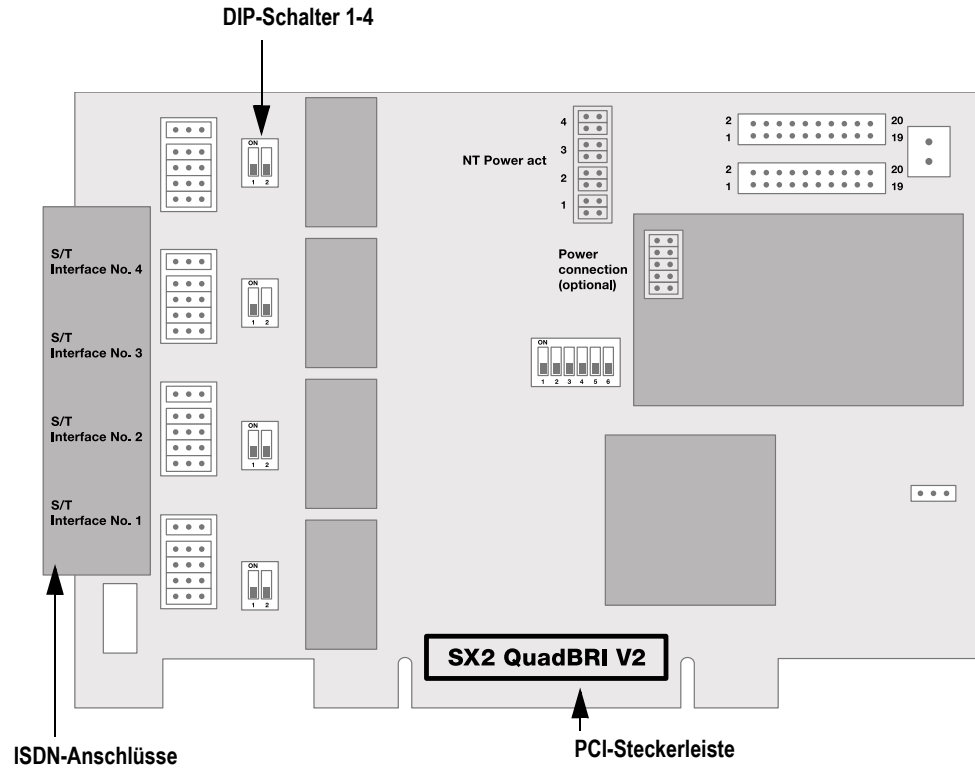 DIP-Schalter 1-4
ON
1 2
4
3
NT Power act
2
1
2 20
1 19
2 20
1 19
S/T
Interface No. 4
ON
1 2
Power
connection
(optional)
S/T
Interface No. 3
ON
1 2 3 4 5 6
S/T
Interface No. 2
ON
1 2
S/T
Interface No. 1
ON
1 2
SX2 QuadBRI V2
ISDN-Anschlüsse
PCI-Steckerleiste